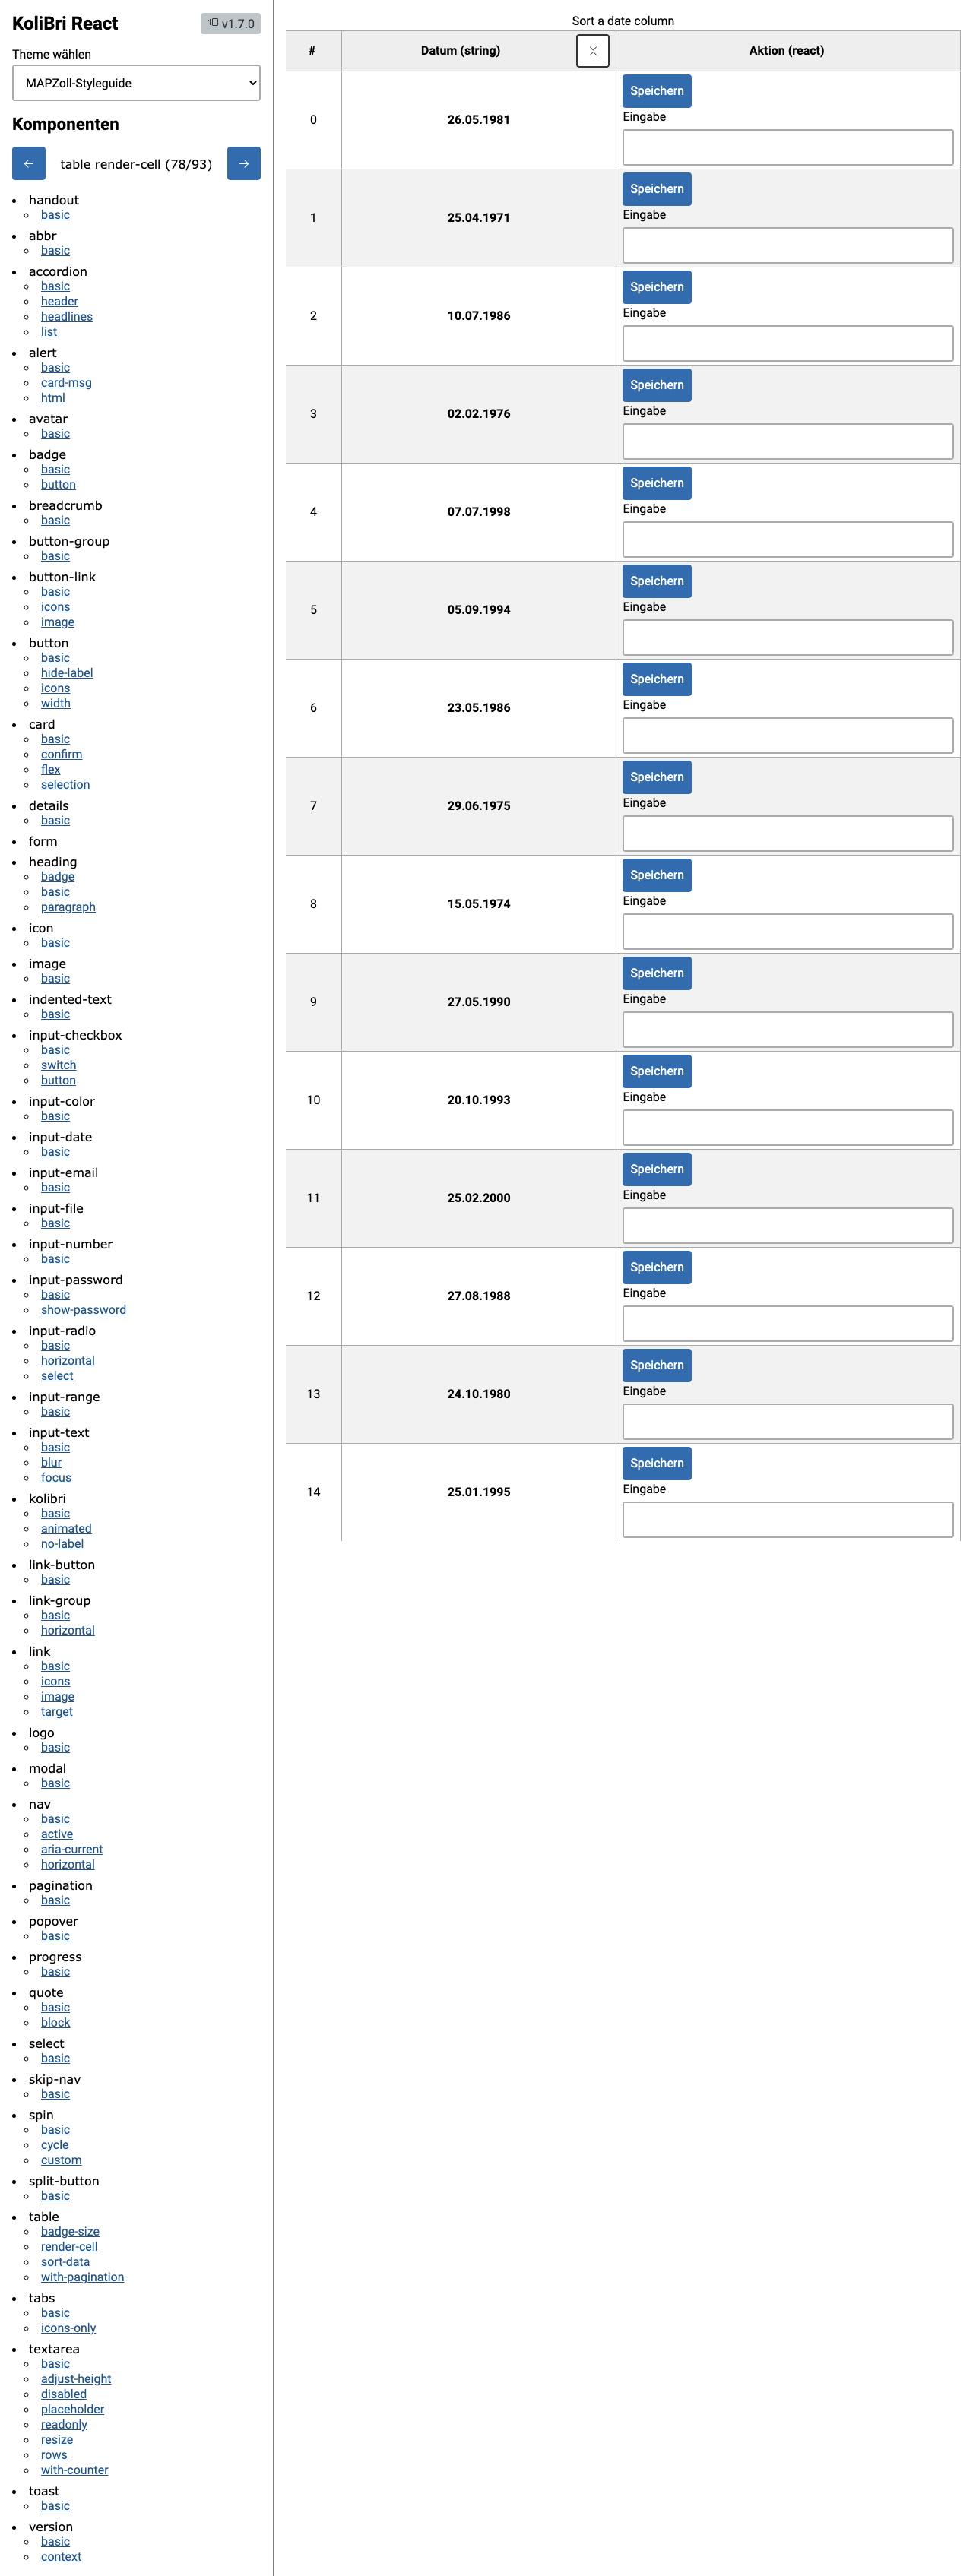 KoliBri React
v1.7.0
Theme wählen
MAPZoll-Styleguide
Komponenten
← table render-cell (78/93) →
handout
basic
abbr
basic
accordion
basic
header
headlines
list
alert
basic
card-msg
html
avatar
basic
badge
basic
button
breadcrumb
basic
button-group
basic
button-link
basic
icons
image
button
basic
hide-label
icons
width
card
basic
confirm
flex
selection
details
basic
form
heading
badge
basic
paragraph
icon
basic
image
basic
indented-text
basic
input-checkbox
basic
switch
button
input-color
basic
input-date
basic
input-email
basic
input-file
basic
input-number
basic
input-password
basic
show-password
input-radio
basic
horizontal
select
input-range
basic
input-text
basic
blur
focus
kolibri
basic
animated
no-label
link-button
basic
link-group
basic
horizontal
link
basic
icons
image
target
logo
basic
modal
basic
nav
basic
active
aria-current
horizontal
pagination
basic
popover
basic
progress
basic
quote
basic
block
select
basic
skip-nav
basic
spin
basic
cycle
custom
split-button
basic
table
badge-size
render-cell
sort-data
with-pagination
tabs
basic
icons-only
textarea
basic
adjust-height
disabled
placeholder
readonly
resize
rows
with-counter
toast
basic
version
basic
context
Sort a date column
# Datum (string) Aktion (react)
Speichern
0 26.05.1981 Eingabe
Speichern
1 25.04.1971 Eingabe
Speichern
2 10.07.1986 Eingabe
Speichern
3 02.02.1976 Eingabe
Speichern
4 07.07.1998 Eingabe
Speichern
5 05.09.1994 Eingabe
Speichern
6 23.05.1986 Eingabe
Speichern
7 29.06.1975 Eingabe
Speichern
8 15.05.1974 Eingabe
Speichern
9 27.05.1990 Eingabe
Speichern
10 20.10.1993 Eingabe
Speichern
11 25.02.2000 Eingabe
Speichern
12 27.08.1988 Eingabe
Speichern
13 24.10.1980 Eingabe
Speichern
14 25.01.1995 Eingabe